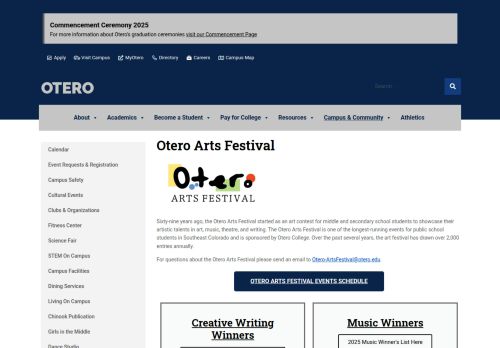 Commencement Ceremony 2025
For more information about Otero's graduation ceremonies visit our Commencement Page
Apply
Visit Campus
MyOtero
Directory
Careers
Campus Map
OTERO
Search
About
Academics
Become a Student
Pay for College
Resources
Campus & Community
Athletics
Calendar
Event Requests & Registration
Campus Safety
Cultural Events
Clubs & Organizations
Fitness Center
Science Fair
STEM On Campus
Campus Facilities
Dining Services
Living On Campus
Chinook Publication
Girls in the Middle
Dance Studio
Otero Arts Festival
Otero
ARTS FESTIVAL
Sixty-nine years ago, the Otero Arts Festival started as an art contest for middle and secondary school students to showcase their
artistic talents in art, music, theatre, and writing. The Otero Arts Festival is one of the longest-running events for public school
students in Southeast Colorado and is sponsored by Otero College. Over the past several years, the art festival has drawn over 2,000
entries annually.
For questions about the Otero Arts Festival please send an email to Otero-ArtsFestival@otero.edu.
OTERO ARTS FESTIVAL EVENTS SCHEDULE
Creative Writing
Winners
Music Winners
2025 Music Winner's List Here